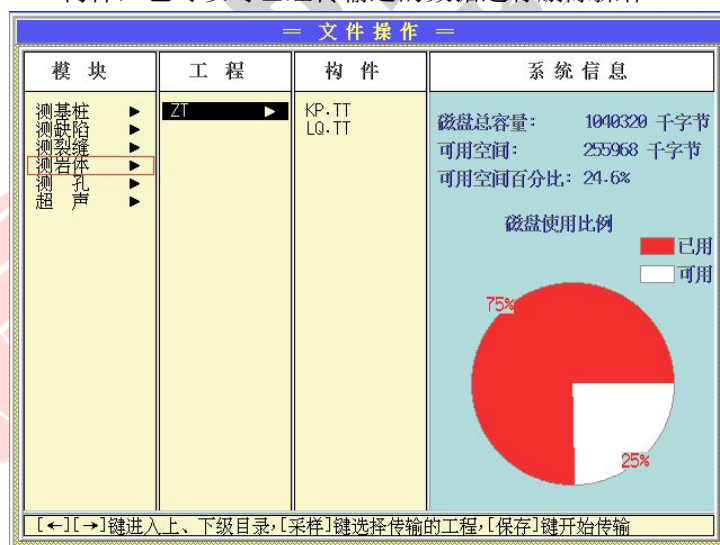 = 文件操作 =
模 块
工 程
构 件
系统信息
测基桩 ▶
测缺陷 ▶
测裂缝 ▶
测岩体 ▶
测 孔 ▶
超 声 ▶
ZT ▶
KP.TT
LQ.TT
磁盘总容量: 1040320 千字节
可用空间: 255968 千字节
可用空间百分比: 24.6%
磁盘使用比例
已用
可用
75%
25%
[←][→]键进入上、下级目录,[采样]键选择传输的工程,[保存]键开始传输